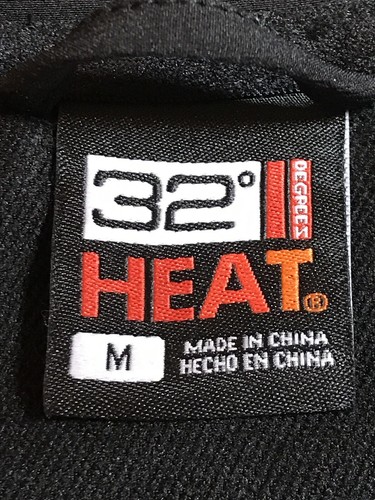 32°
DEGREES
HEAT®
M
MADE IN CHINA
HECHO EN CHINA